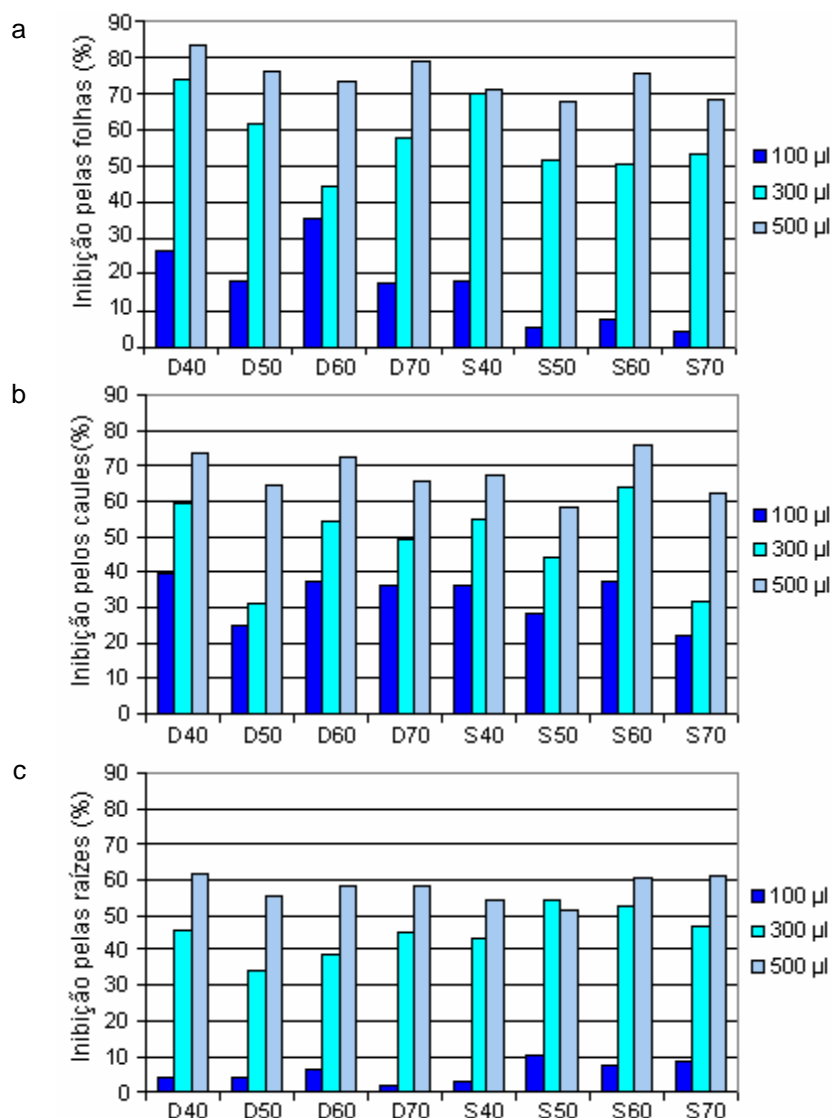 a
Inibição pelas folhas (%)
90
80
70
60
50
40
30
20
10
0
D40 D50 D60 D70 S40 S50 S60 S70
100 µl
300 µl
500 µl
b
Inibição pelos caules(%)
90
80
70
60
50
40
30
20
10
0
D40 D50 D60 D70 S40 S50 S60 S70
100 µl
300 µl
500 µl
c
Inibição pelas raízes (%)
90
80
70
60
50
40
30
20
10
0
D40 D50 D60 D70 S40 S50 S60 S70
100 µl
300 µl
500 µl